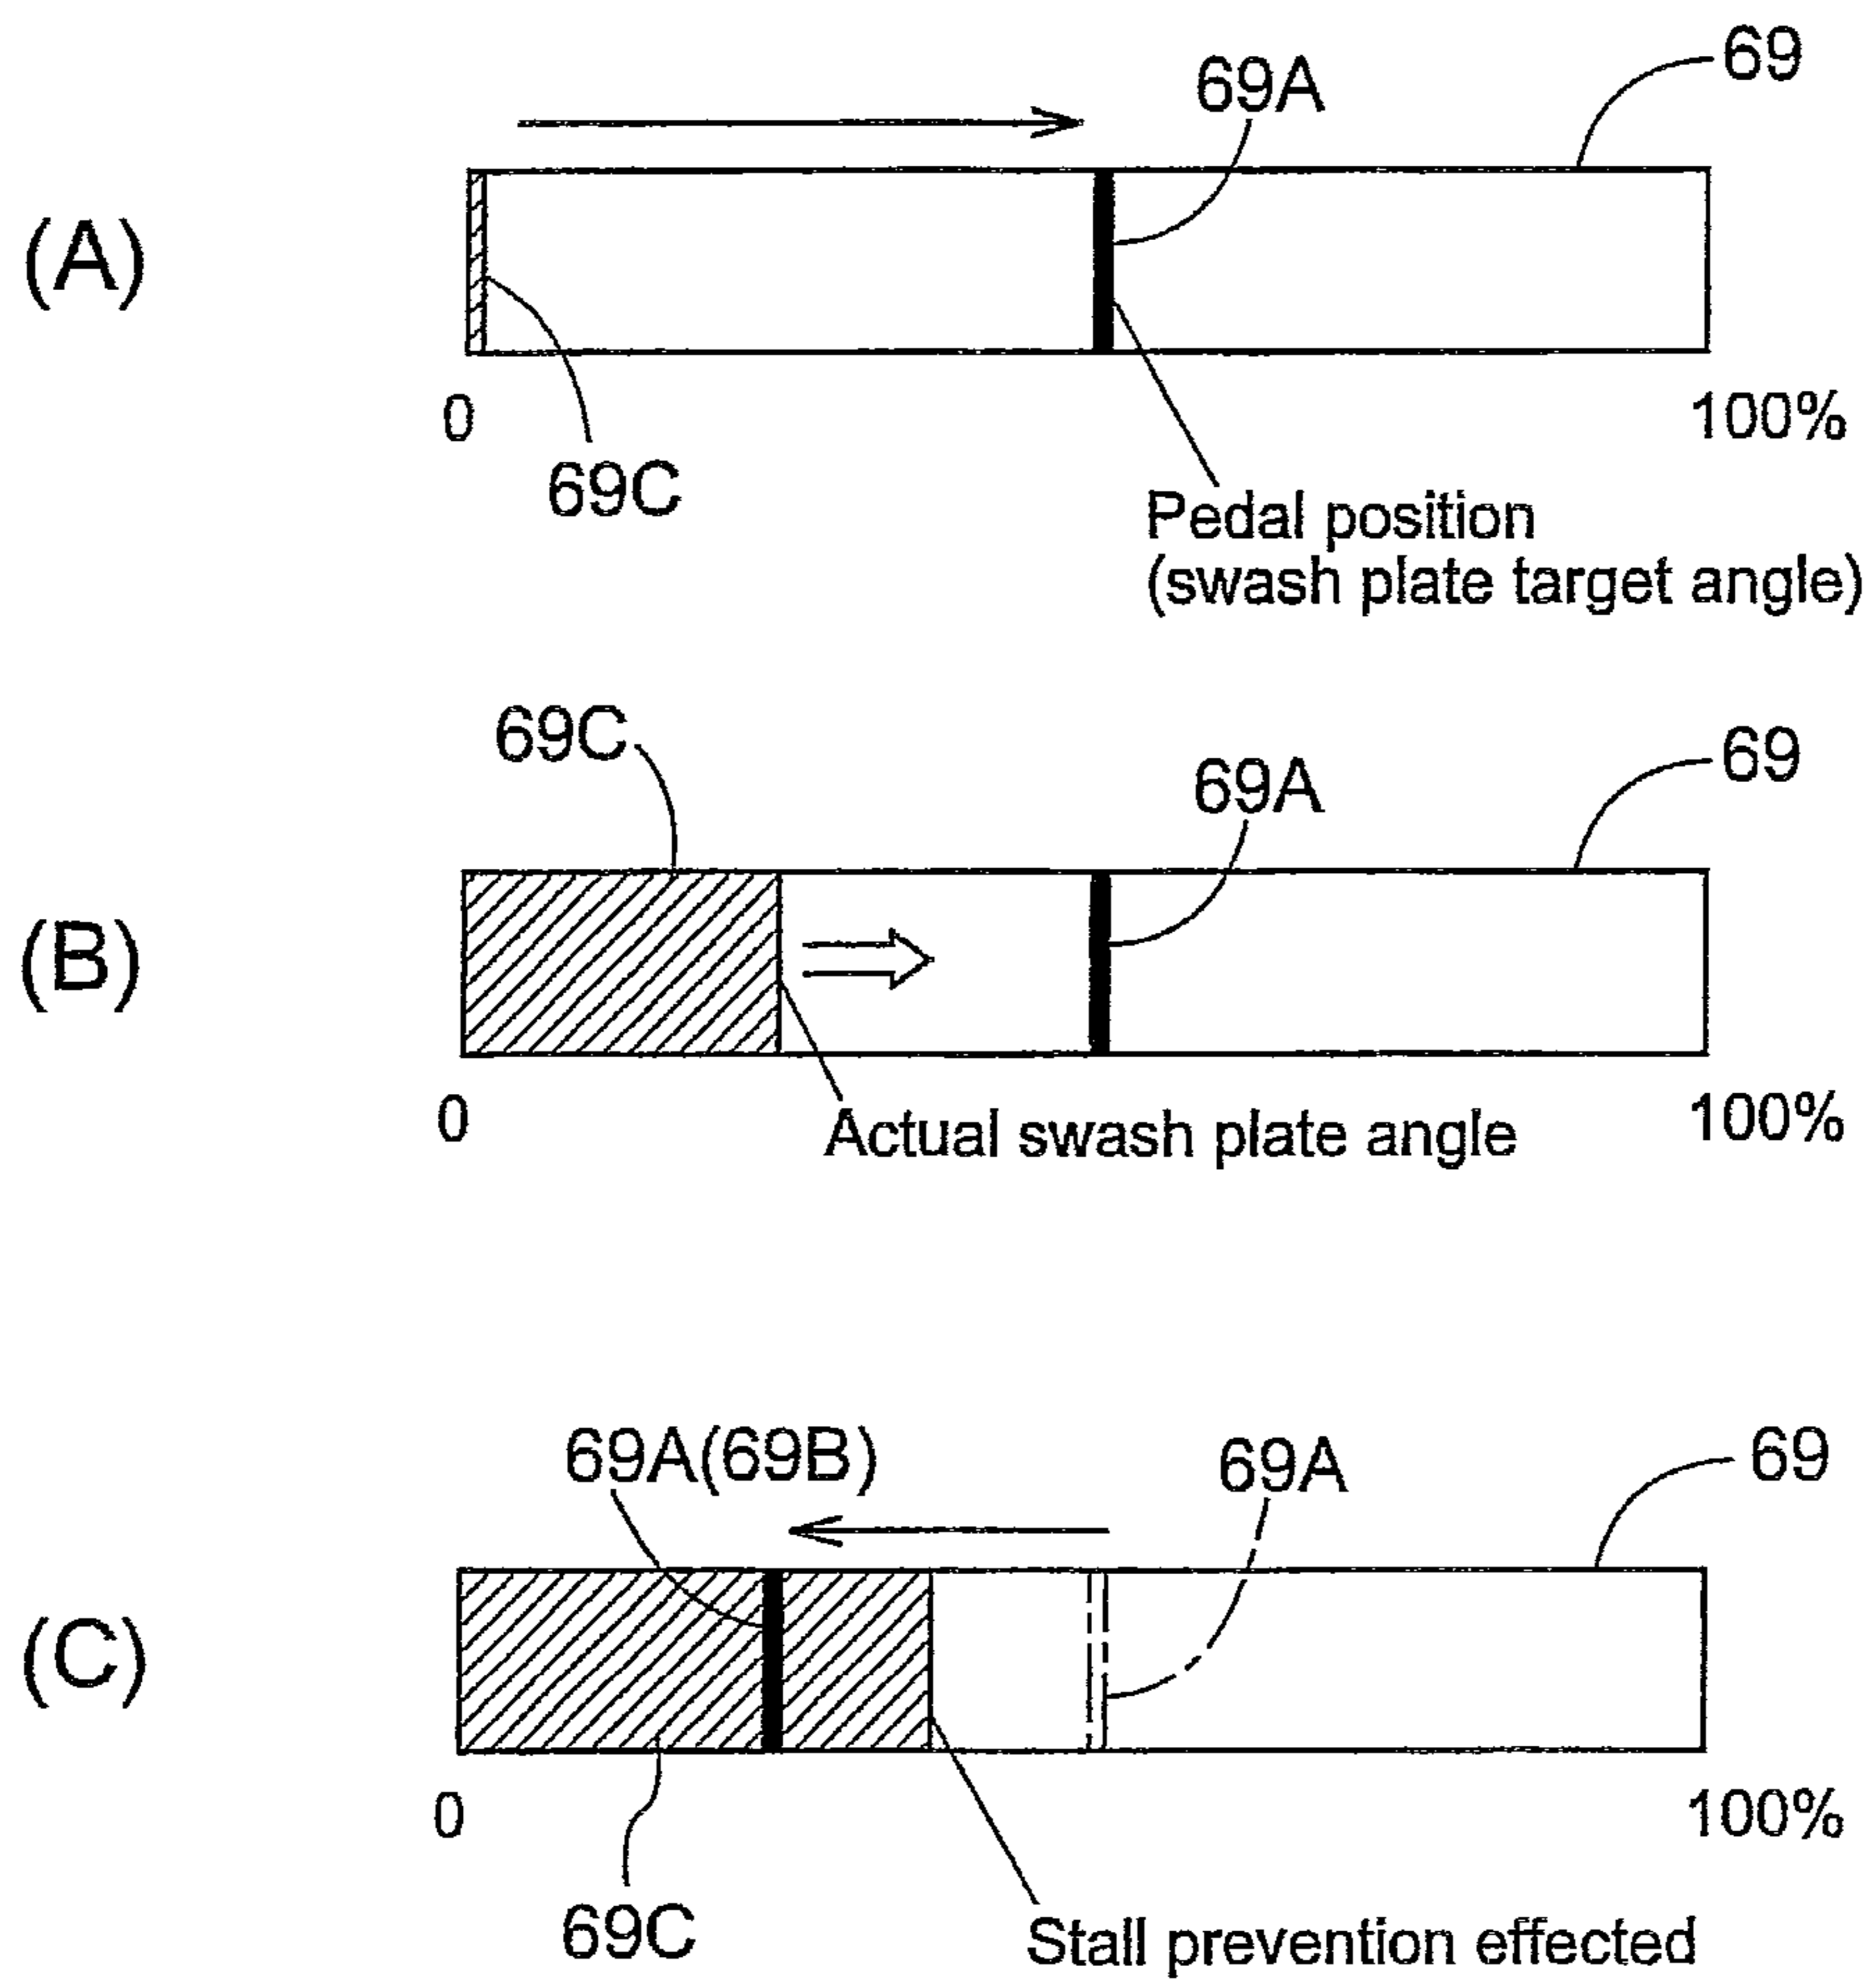 69
69A
(A)
0
100%
69C
Pedal position
(swash plate target angle)
69C
69
69A
(B)
0
100%
Actual swash plate angle
69A(69B)
69A
69
(C)
0
100%
69C
Stall prevention effected